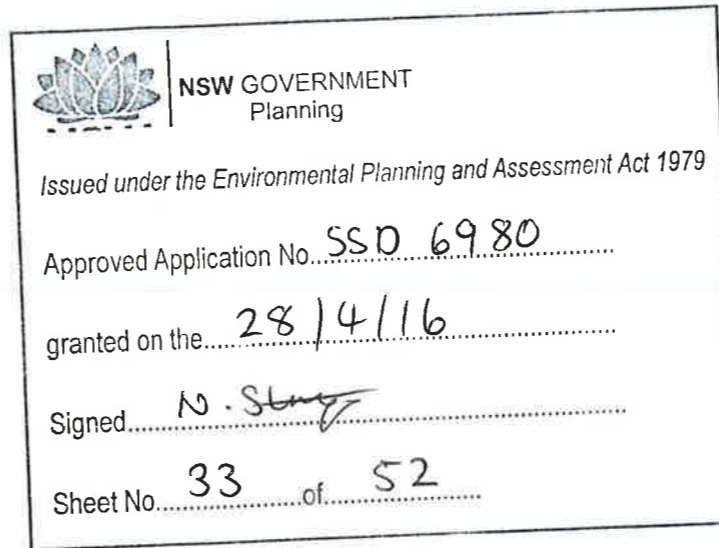 NSW GOVERNMENT
Planning
Issued under the Environmental Planning and Assessment Act 1979
Approved Application No. SSD 6980
granted on the 28/4/16
Signed N.
Sheet No. 33 of 52